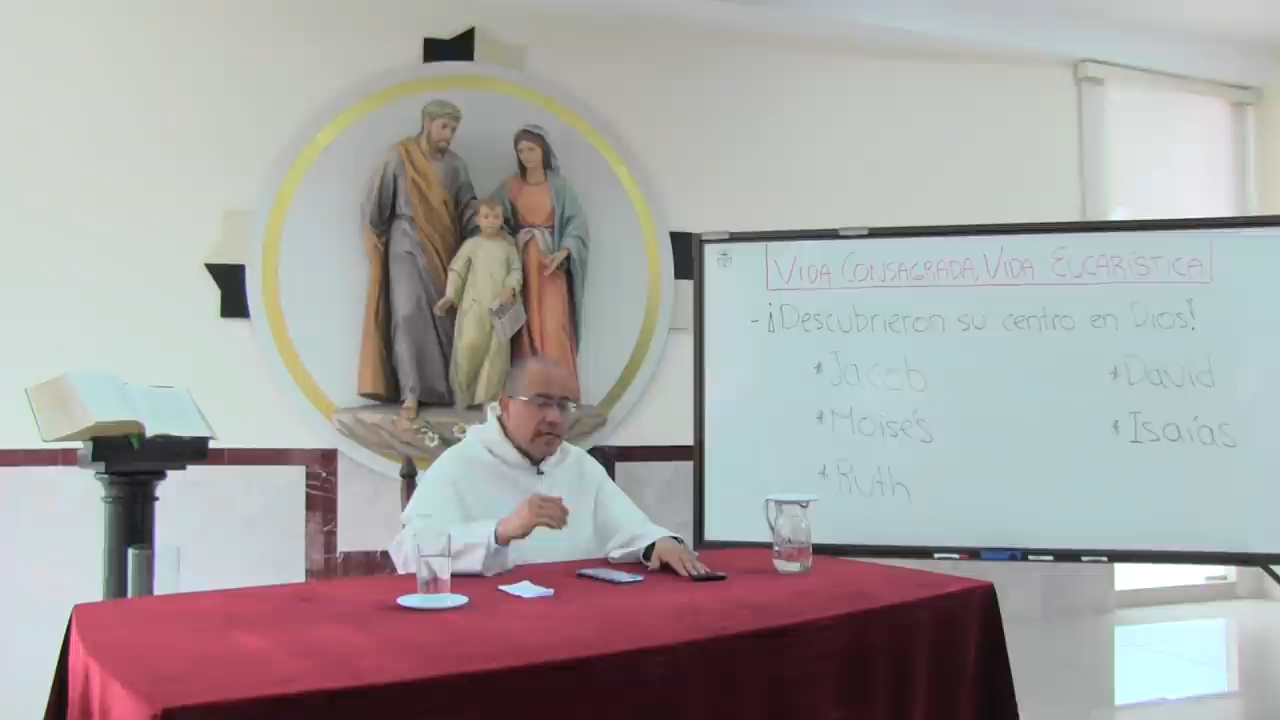 VIDA CONSAGRADA, VIDA EUCARÍSTICA
-¡Descubrieron su centro en Dios!
*Jacob
*Moisés
*Ruth
*David
*Isaías